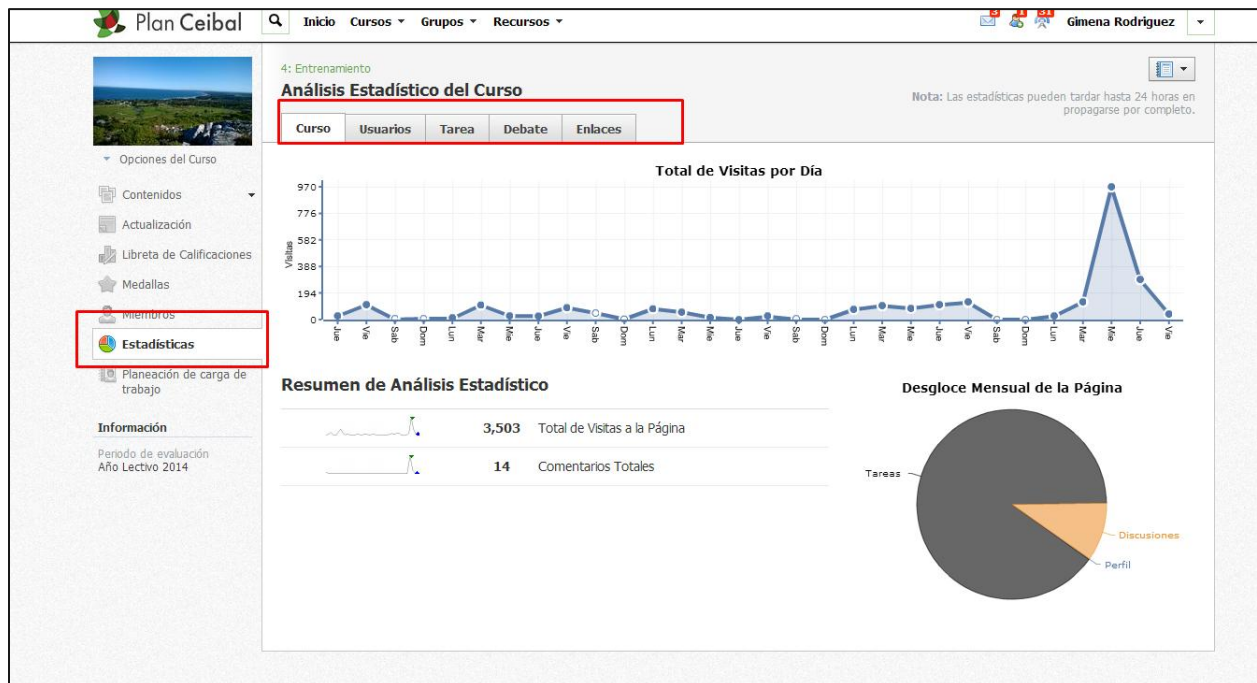 Plan Ceibal
Inicio Cursos Grupos Recursos
3 1 31
Gimena Rodriguez
4: Entrenamiento
Análisis Estadístico del Curso
Nota: Las estadísticas pueden tardar hasta 24 horas en
propagarse por completo.
Curso Usuarios Tarea Debate Enlaces
Opciones del Curso
Contenidos
Actualización
Libreta de Calificaciones
Medallas
Miembros
Estadísticas
Planeación de carga de
trabajo
Información
Periodo de evaluación
Año Lectivo 2014
Total de Visitas por Día
Visitas
970
776
582
388
194
0
Jue Vie Sab Dom Lun Mar Mie Jue Vie Sab Dom Lun Mar Mie Jue Vie Sab Dom Lun Mar Mie Jue Vie Sab Dom Lun Mar Mie Jue Vie
Resumen de Análisis Estadístico
3,503 Total de Visitas a la Página
14 Comentarios Totales
Desgloce Mensual de la Página
Tareas
Discusiones
Perfil